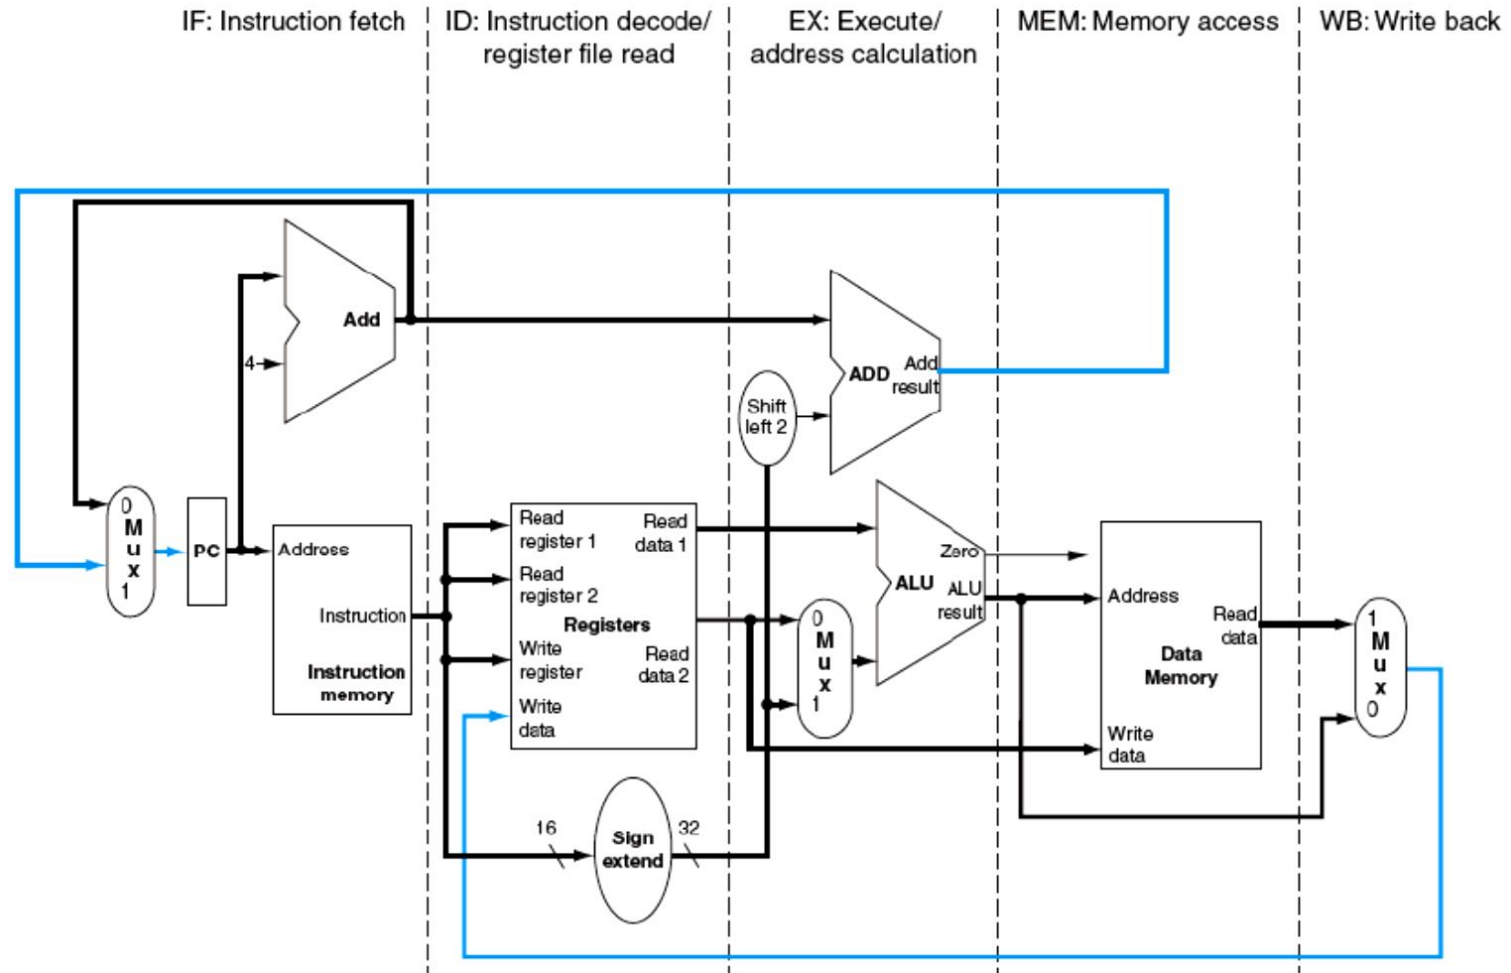 IF: Instruction fetch
ID: Instruction decode/
register file read
EX: Execute/
address calculation
MEM: Memory access
WB: Write back
Add
4
ADD
Add
result
Shift
left 2
0
M
u
x
1
PC
Address
Instruction
Instruction
memory
Read
register 1
Read
register 2
Write
register
Write
data
Registers
Read
data 1
Read
data 2
16
Sign
extend
32
0
M
u
x
1
Zero
ALU
ALU
result
Address
Read
data
Data
Memory
Write
data
1
M
u
x
0